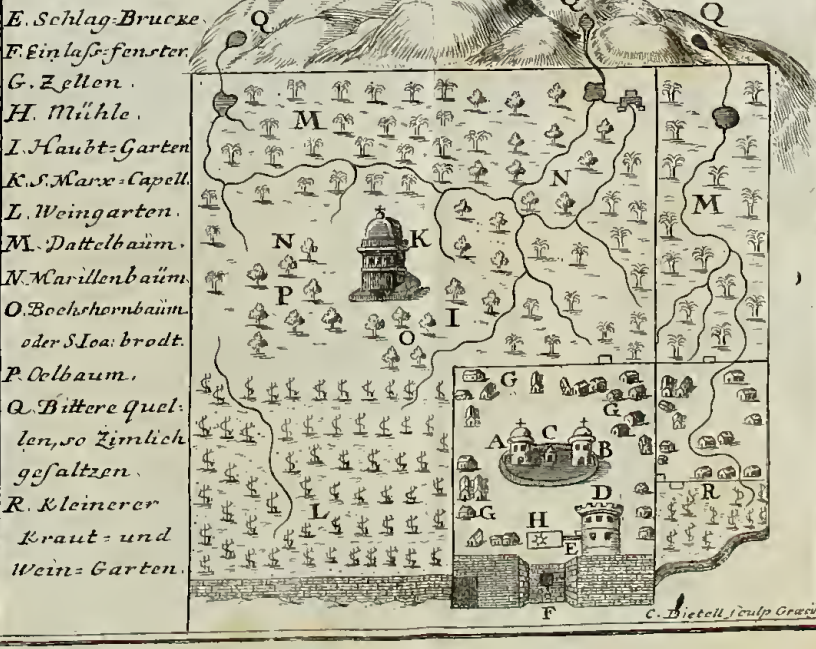 E. Schlag-Brucke.
F. Einlass-fenster.
G. Zellen.
H. Mühle.
I. Haubt-Garten
K. S. Marx-Capell.
L. Weingarten.
M. Dattelbaüm.
N. Marillenbaüm.
O. Bockshornbaüm.
oder S. Ioa: brodt.
P. Oelbaum.
Q. Bittere Quel-
len, so Zimlich
gesaltzen.
R. Kleinerer
Kraut- und
Wein-Garten.
Q Q Q
M
N M
N K
P I
O
G
G
A C B
D R
L G H
E
F
C. Dietell sculp Græcij